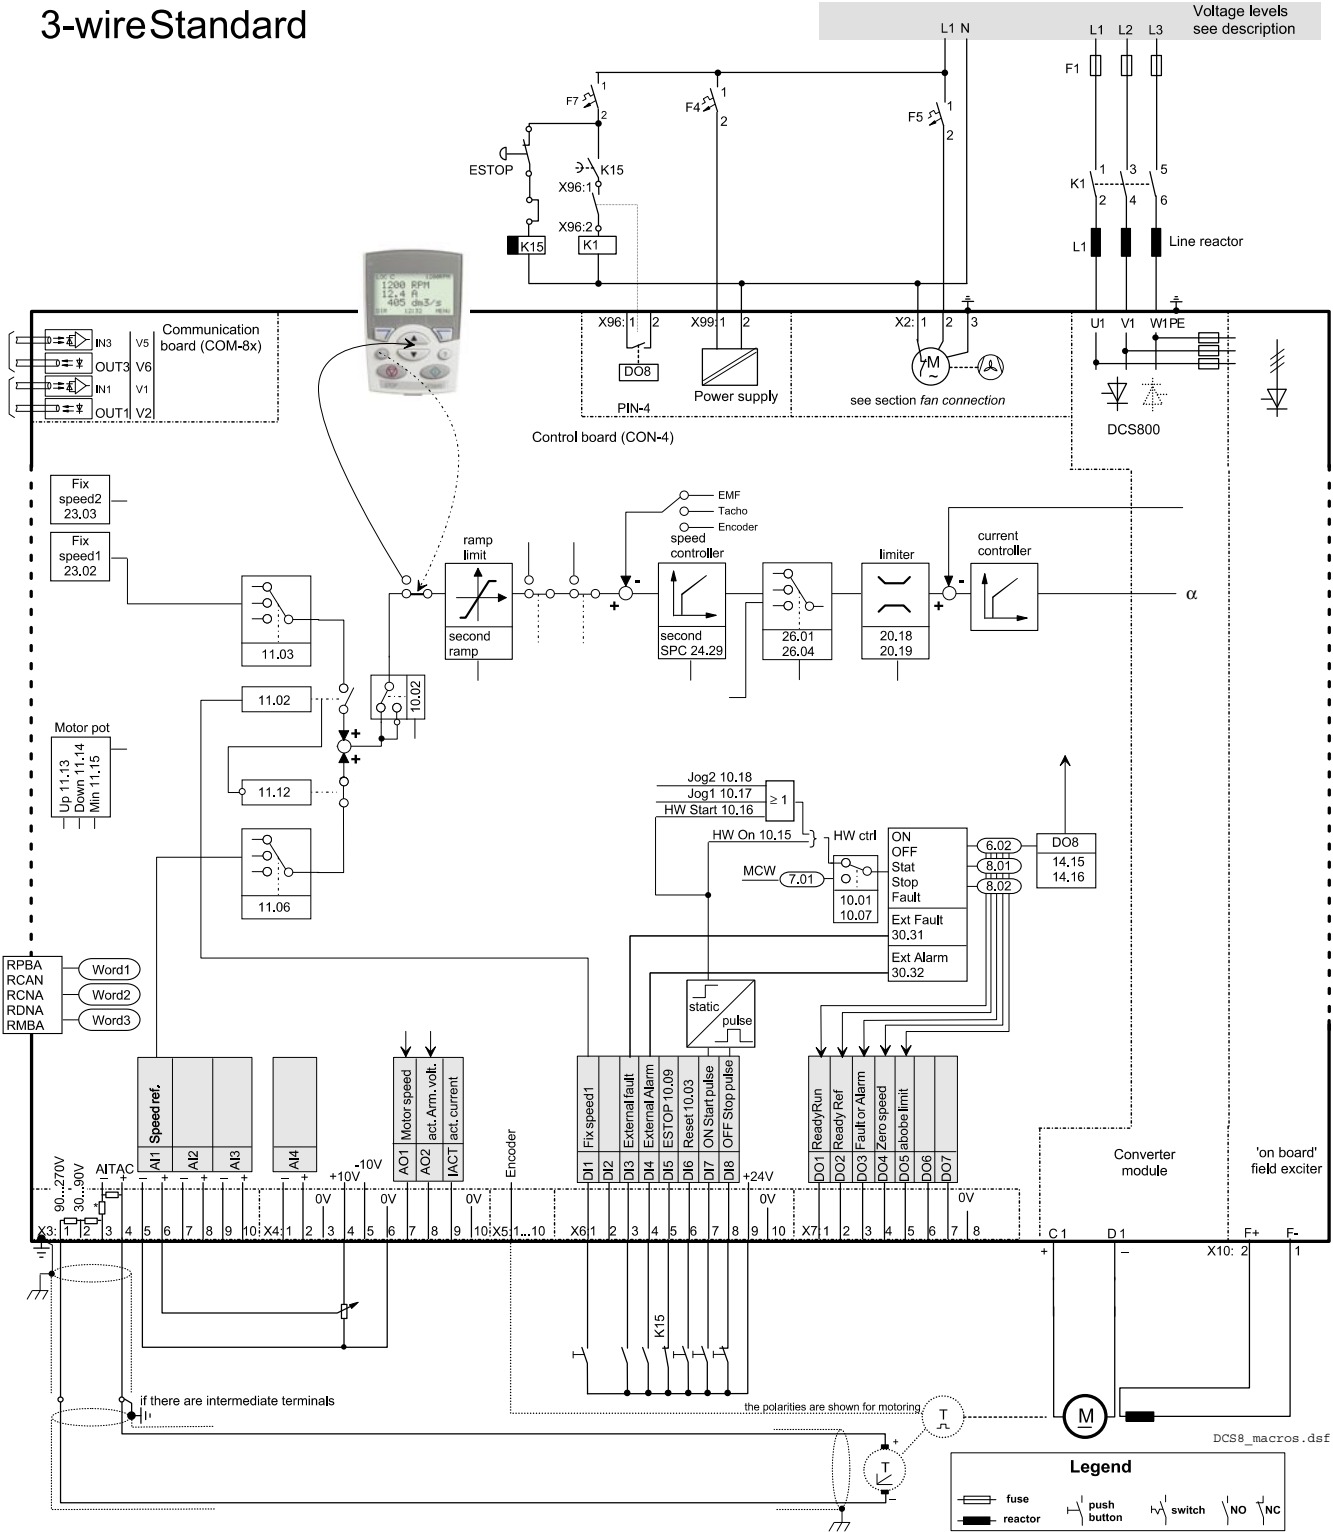 3-wire Standard
Voltage levels
see description
L1 N
L1 L2 L3
F1
F7 1 2
F4 1 2
F5 1 2
ESTOP
K15
X96:1
X96:2
K15
K1
K1 1 3 5
2 4 6
L1
Line reactor
1200 RPM
12.4 A
405 dm3/s
DIR 12:32 MENU
Communication
board (COM-8x)
IN3 V5
OUT3 V6
IN1 V1
OUT1 V2
X96: 1 2
X99: 1 2
X2: 1 2 3
U1 V1 W1 PE
DO8
PIN-4
Power supply
M
~
see section fan connection
DCS800
Control board (CON-4)
Fix
speed2
23.03
Fix
speed1
23.02
EMF
Tacho
Encoder
ramp
limit
speed
controller
limiter
current
controller
second
ramp
second
SPC 24.29
26.01
26.04
20.18
20.19
+ -
+ -
α
11.03
11.02
10.02
+
+
11.12
11.06
Motor pot
Up 11.13
Down 11.14
Min 11.15
Jog2 10.18
Jog1 10.17
HW Start 10.16
≥ 1
HW On 10.15
HW ctrl
MCW 7.01
10.01
10.07
ON
OFF
Stat
Stop
Fault
Ext Fault
30.31
Ext Alarm
30.32
6.02
8.01
8.02
DO8
14.15
14.16
static
pulse
RPBA
RCAN
RCNA
RDNA
RMBA
Word1
Word2
Word3
AI1 Speed ref.
AI2
AI3
AI4
AO1 Motor speed
AO2 act. Arm. volt.
IACT act. current
Encoder
DI1 Fix speed1
DI2
DI3 External fault
DI4 External Alarm
DI5 ESTOP 10.09
DI6 Reset 10.03
DI7 ON Start pulse
DI8 OFF Stop pulse
DO1 ReadyRun
DO2 Ready Ref
DO3 Fault or Alarm
DO4 Zero speed
DO5 abobe limit
DO6
DO7
Converter
module
'on board'
field exciter
90...270V
30...90V
AITAC
− + − + − + − +
− +
0V
+10V
-10V
0V
0V
+24V
0V
0V
X3: 1 2 3 4 5 6 7 8 9 10
X4: 1 2 3 4 5 6 7 8 9 10
X5: 1...10
X6: 1 2 3 4 5 6 7 8 9 10
X7: 1 2 3 4 5 6 7 8
C 1 D 1
+ −
F+ F-
X10: 2 1
K15
if there are intermediate terminals
the polarities are shown for motoring
T
M
T
+
−
DCS8_macros.dsf
Legend
fuse
reactor
push
button
switch
NO
NC